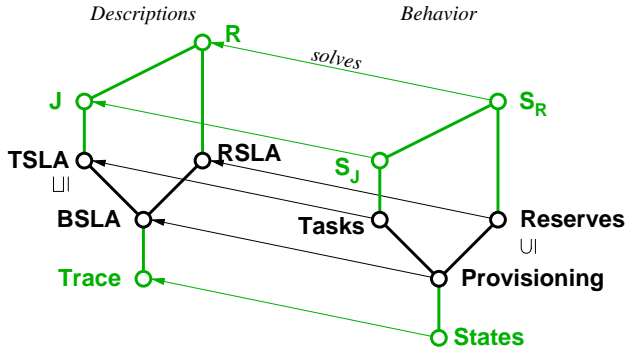 Descriptions
Behavior
R
solves
J
S_R
TSLA
RSLA
S_J
⊔|
BSLA
Tasks
Reserves
∪|
Trace
Provisioning
States